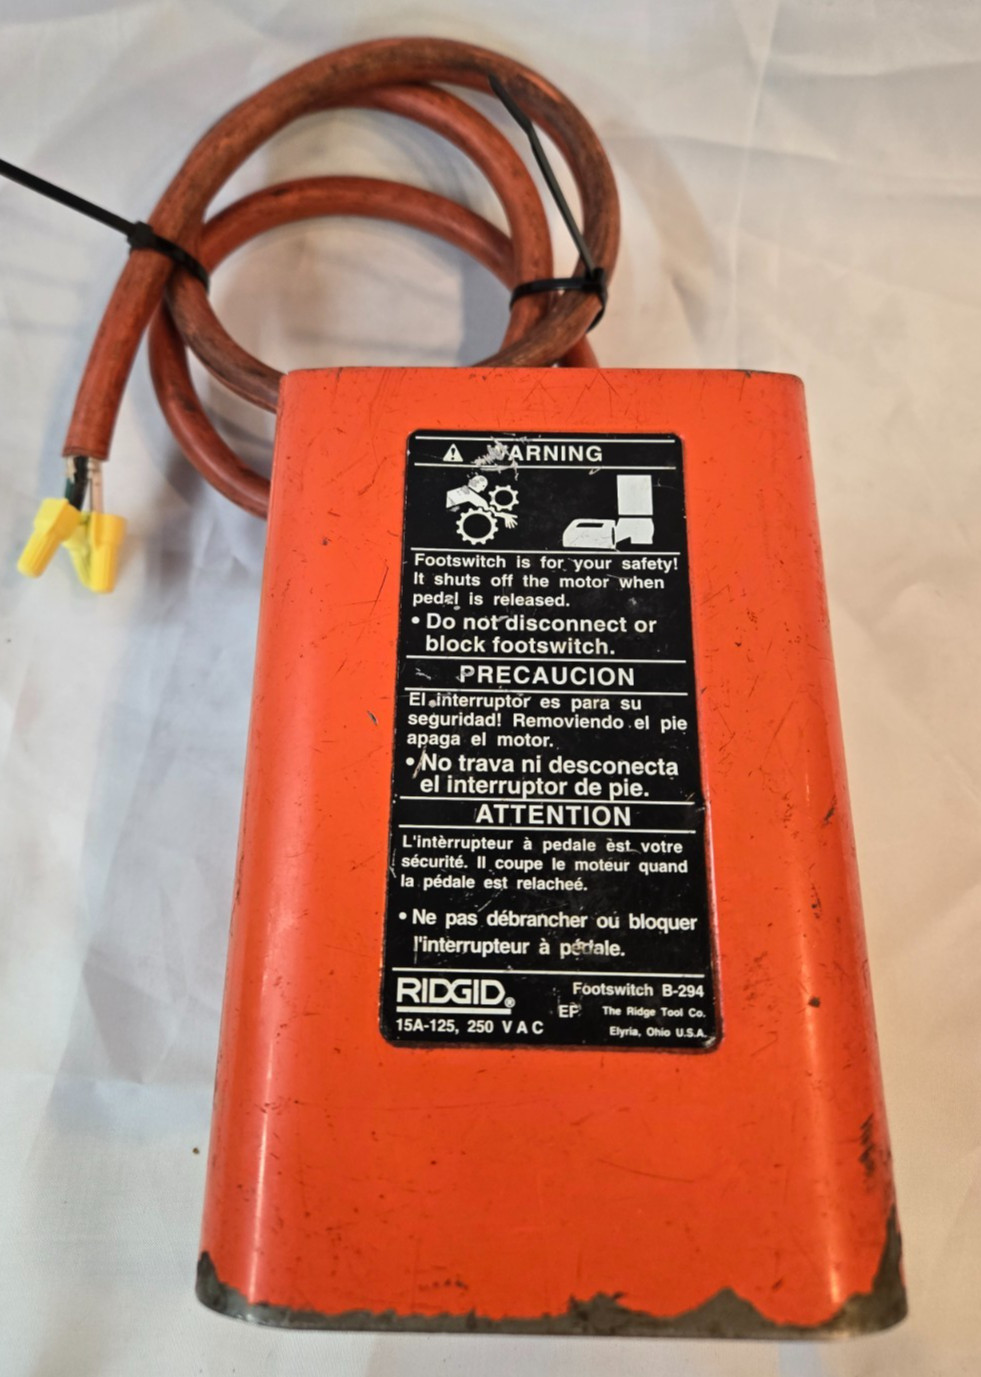 WARNING
Footswitch is for your safety!
It shuts off the motor when
pedal is released.
• Do not disconnect or
block footswitch.
PRECAUCION
El interruptor es para su
seguridad! Removiendo el pie
apaga el motor.
• No trava ni desconecta
el interruptor de pie.
ATTENTION
L'intèrrupteur à pedale èst votre
sécurité. Il coupe le moteur quand
la pédale est relacheé.
• Ne pas débrancher ou bloquer
l'intèrrupteur à pédale.
RIDGID®
Footswitch B-294
EF The Ridge Tool Co.
15A-125, 250 VAC
Elyria, Ohio U.S.A.